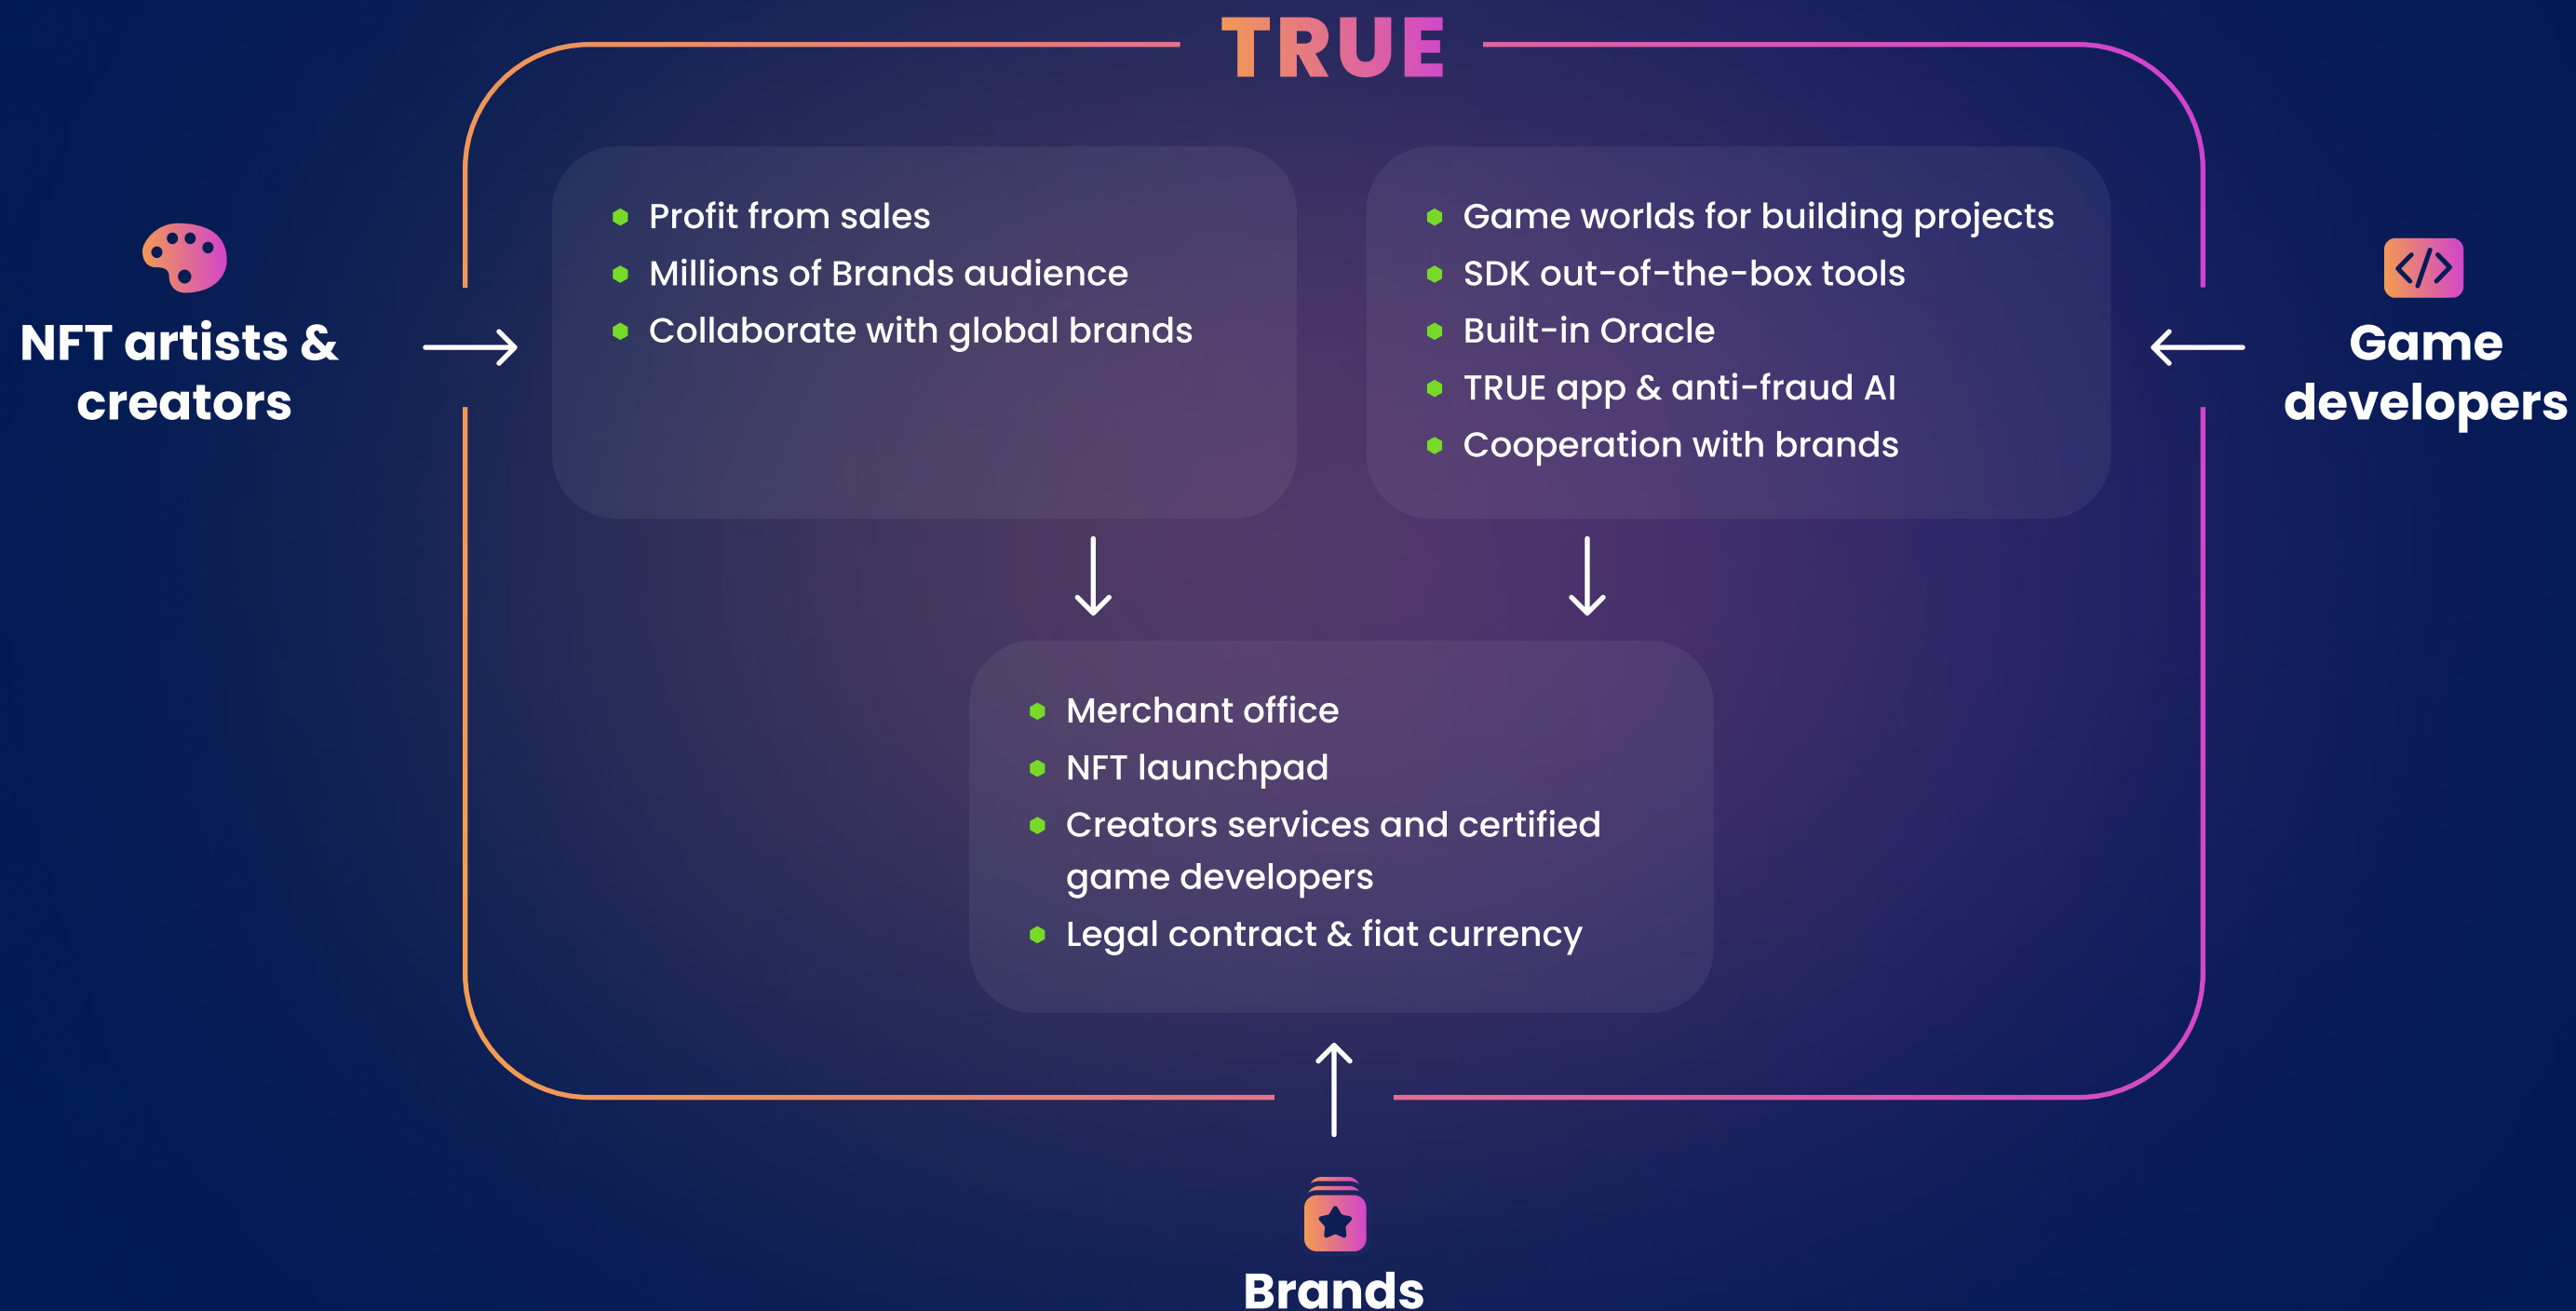 TRUE
NFT artists &
creators
Profit from sales
Millions of Brands audience
Collaborate with global brands
Game worlds for building projects
SDK out-of-the-box tools
Built-in Oracle
TRUE app & anti-fraud AI
Cooperation with brands
Game
developers
Merchant office
NFT launchpad
Creators services and certified
game developers
Legal contract & fiat currency
Brands